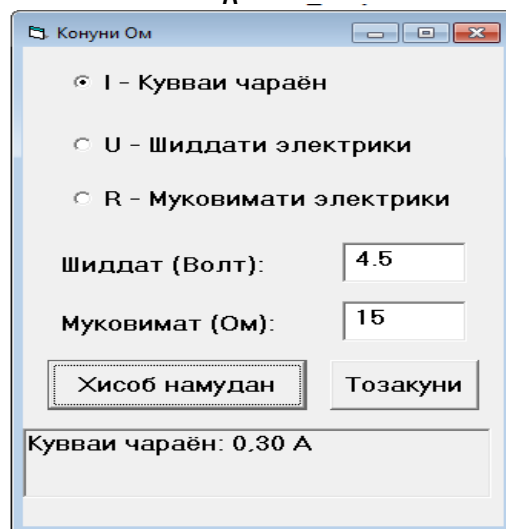 Конуни Ом
I – Кувваи чараён
U – Шиддати электрики
R – Муковимати электрики
Шиддат (Волт): 4.5
Муковимат (Ом): 15
Хисоб намудан Тозакуни
Кувваи чараён: 0,30 А